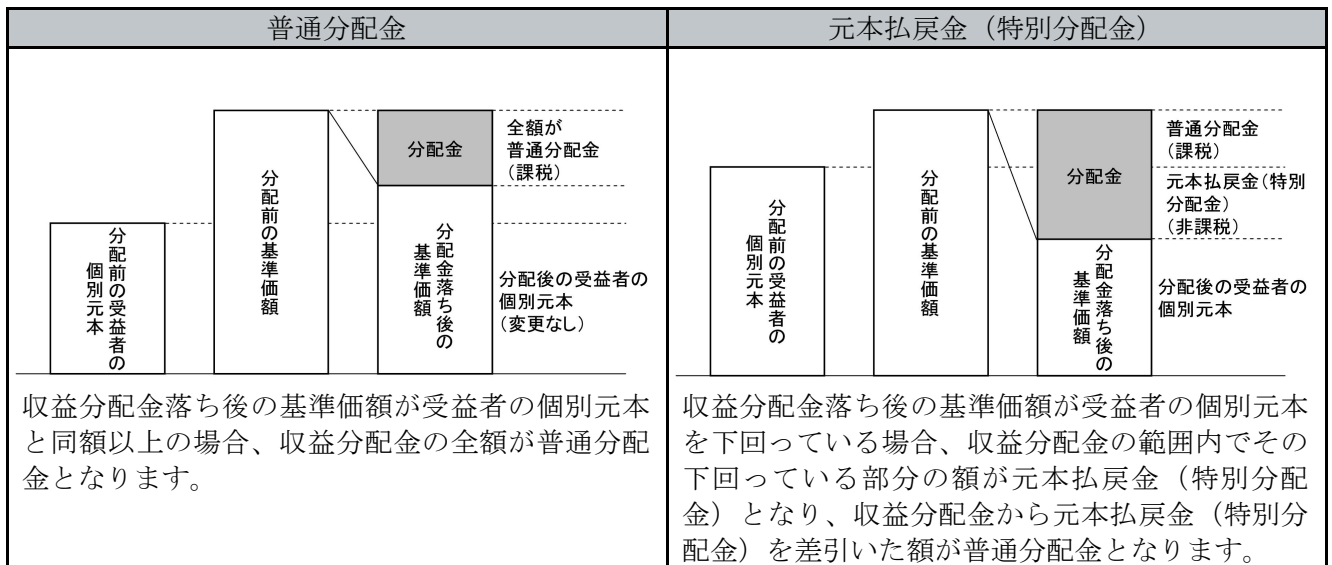 普通分配金
分配前の受益者の
個別元本
分配前の基準価額
分配金
分配金落ち後の
基準価額
全額が
普通分配金
(課税)
分配後の受益者の
個別元本
(変更なし)
収益分配金落ち後の基準価額が受益者の個別元本
と同額以上の場合、収益分配金の全額が普通分配
金となります。
元本払戻金（特別分配金）
分配前の受益者の
個別元本
分配前の基準価額
分配金
分配金落ち後の
基準価額
普通分配金
(課税)
元本払戻金(特別
分配金)
(非課税)
分配後の受益者の
個別元本
収益分配金落ち後の基準価額が受益者の個別元本
を下回っている場合、収益分配金の範囲内でその
下回っている部分の額が元本払戻金（特別分配
金）となり、収益分配金から元本払戻金（特別分
配金）を差引いた額が普通分配金となります。